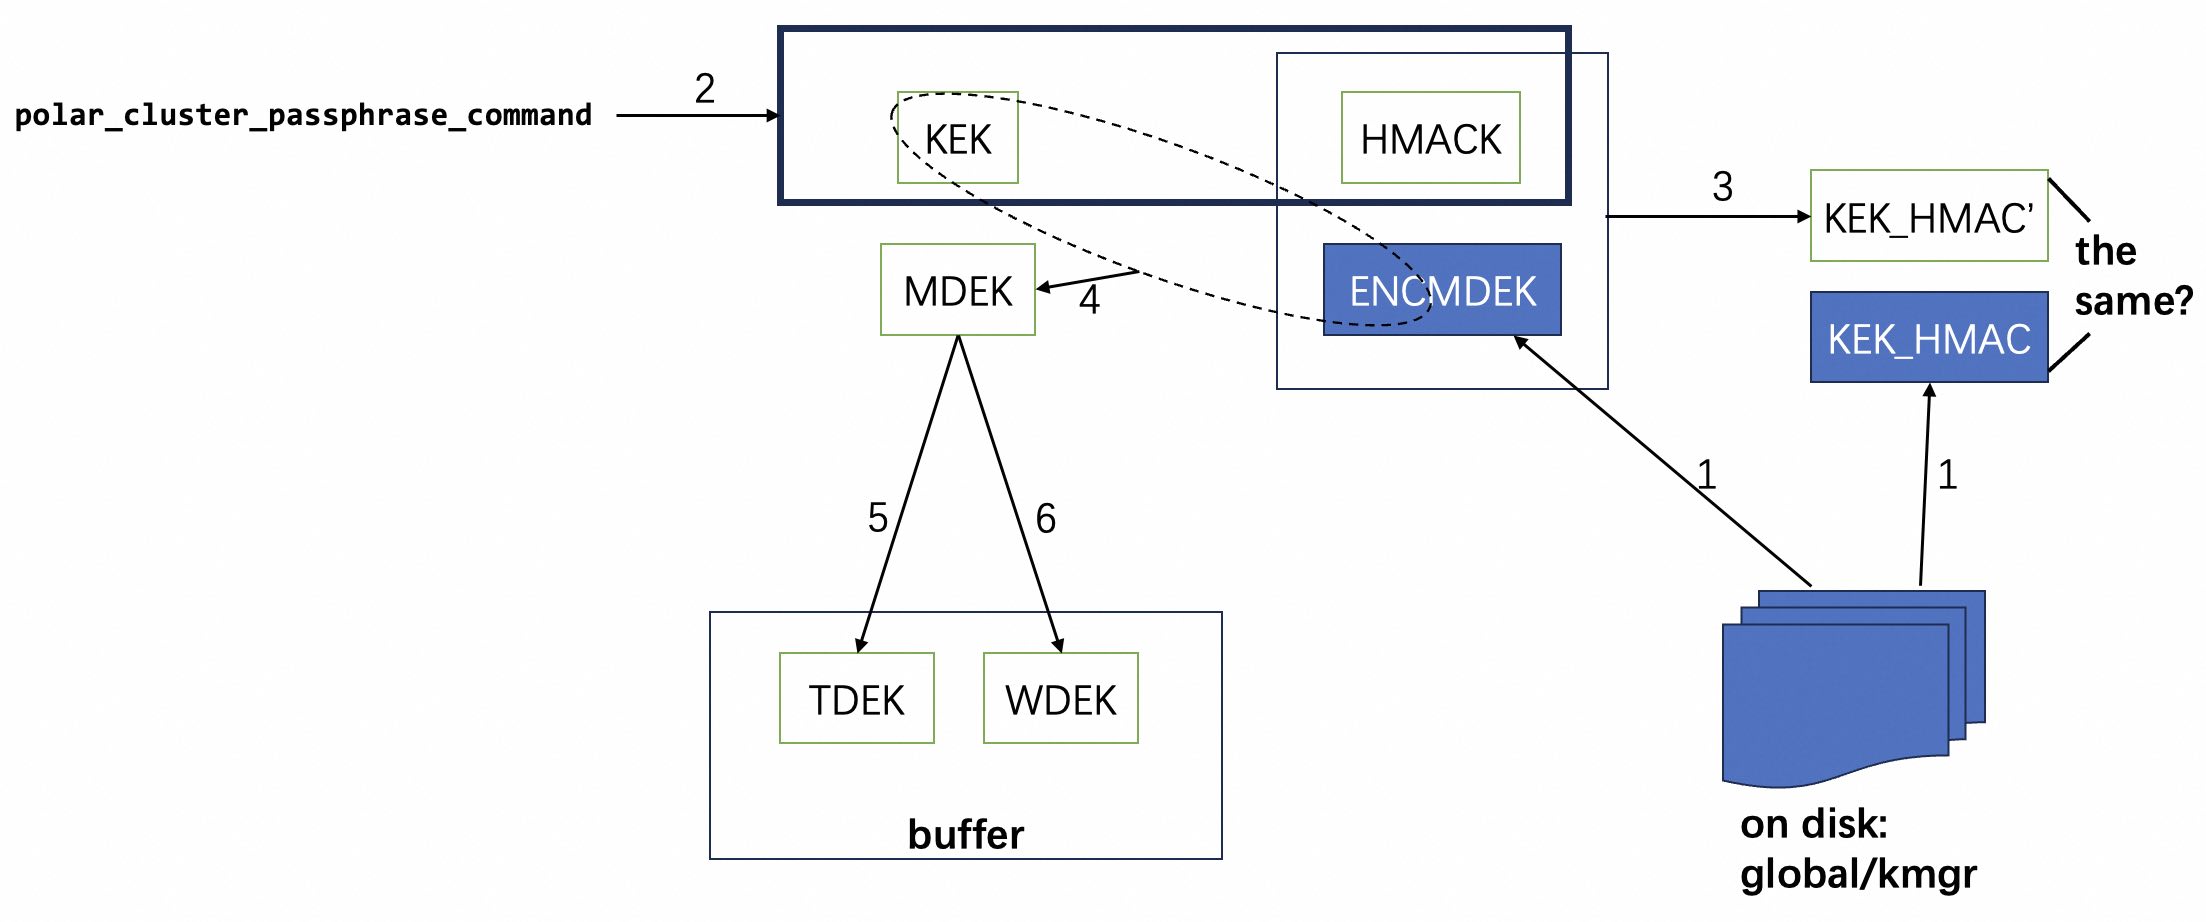 polar_cluster_passphrase_command
2
KEK
HMACK
3
KEK_HMAC’
the
same?
MDEK
4
ENCMDEK
KEK_HMAC
1
1
5
6
TDEK
WDEK
buffer
on disk:
global/kmgr